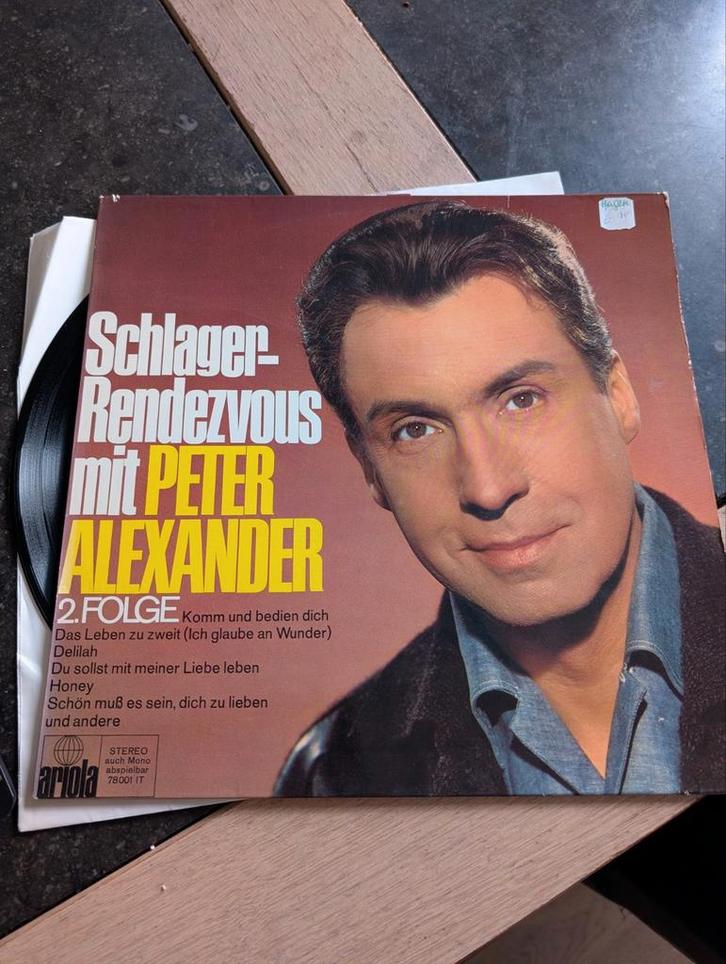 Schlager-
Rendezvous
mit PETER
ALEXANDER
2. FOLGE Komm und bedien dich
Das Leben zu zweit (Ich glaube an Wunder)
Delilah
Du sollst mit meiner Liebe leben
Honey
Schön muß es sein, dich zu lieben
und andere
ariola
STEREO
auch Mono
abspielbar
78 001 IT